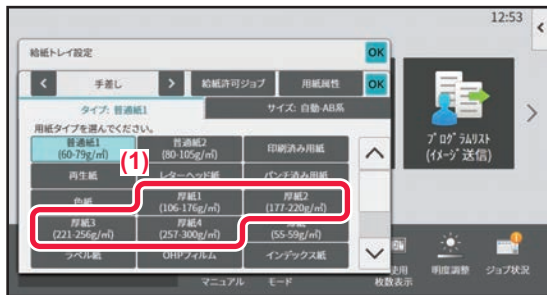 12:53
給紙トレイ設定
OK
手差し
給紙許可ジョブ
用紙属性
OK
タイプ: 普通紙1
サイズ: 自動-AB系
用紙タイプを選んでください。
普通紙1
(60-79g/㎡)
普通紙2
(80-105g/㎡)
印刷済み用紙
(1)
再生紙
レターヘッド紙
パンチ済み用紙
色紙
厚紙1
(106-176g/㎡)
厚紙2
(177-220g/㎡)
厚紙3
(221-256g/㎡)
厚紙4
(257-300g/㎡)
(55-59g/㎡)
ラベル紙
OHPフィルム
インデックス紙
プログラムリスト
(イメージ送信)
マニュアル
モード
使用
枚数表示
明度調整
ジョブ状況